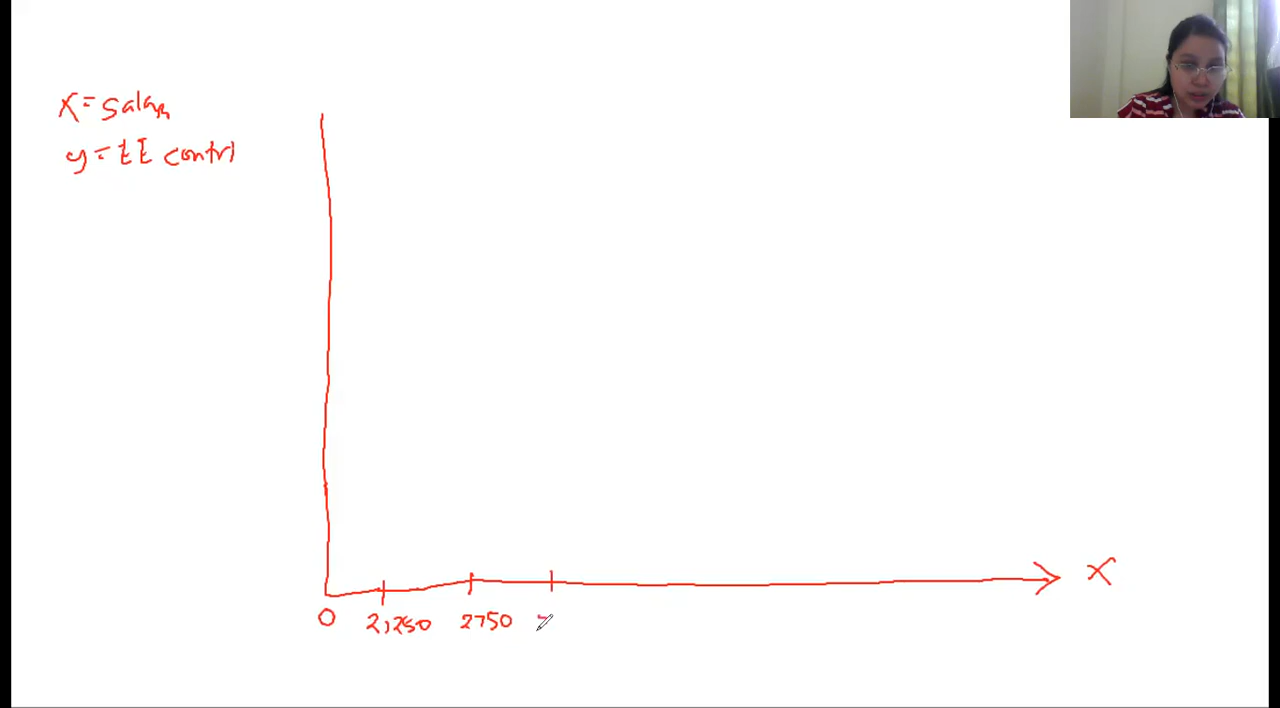 x = salary
y = EE contri
X
0 2,250 2750